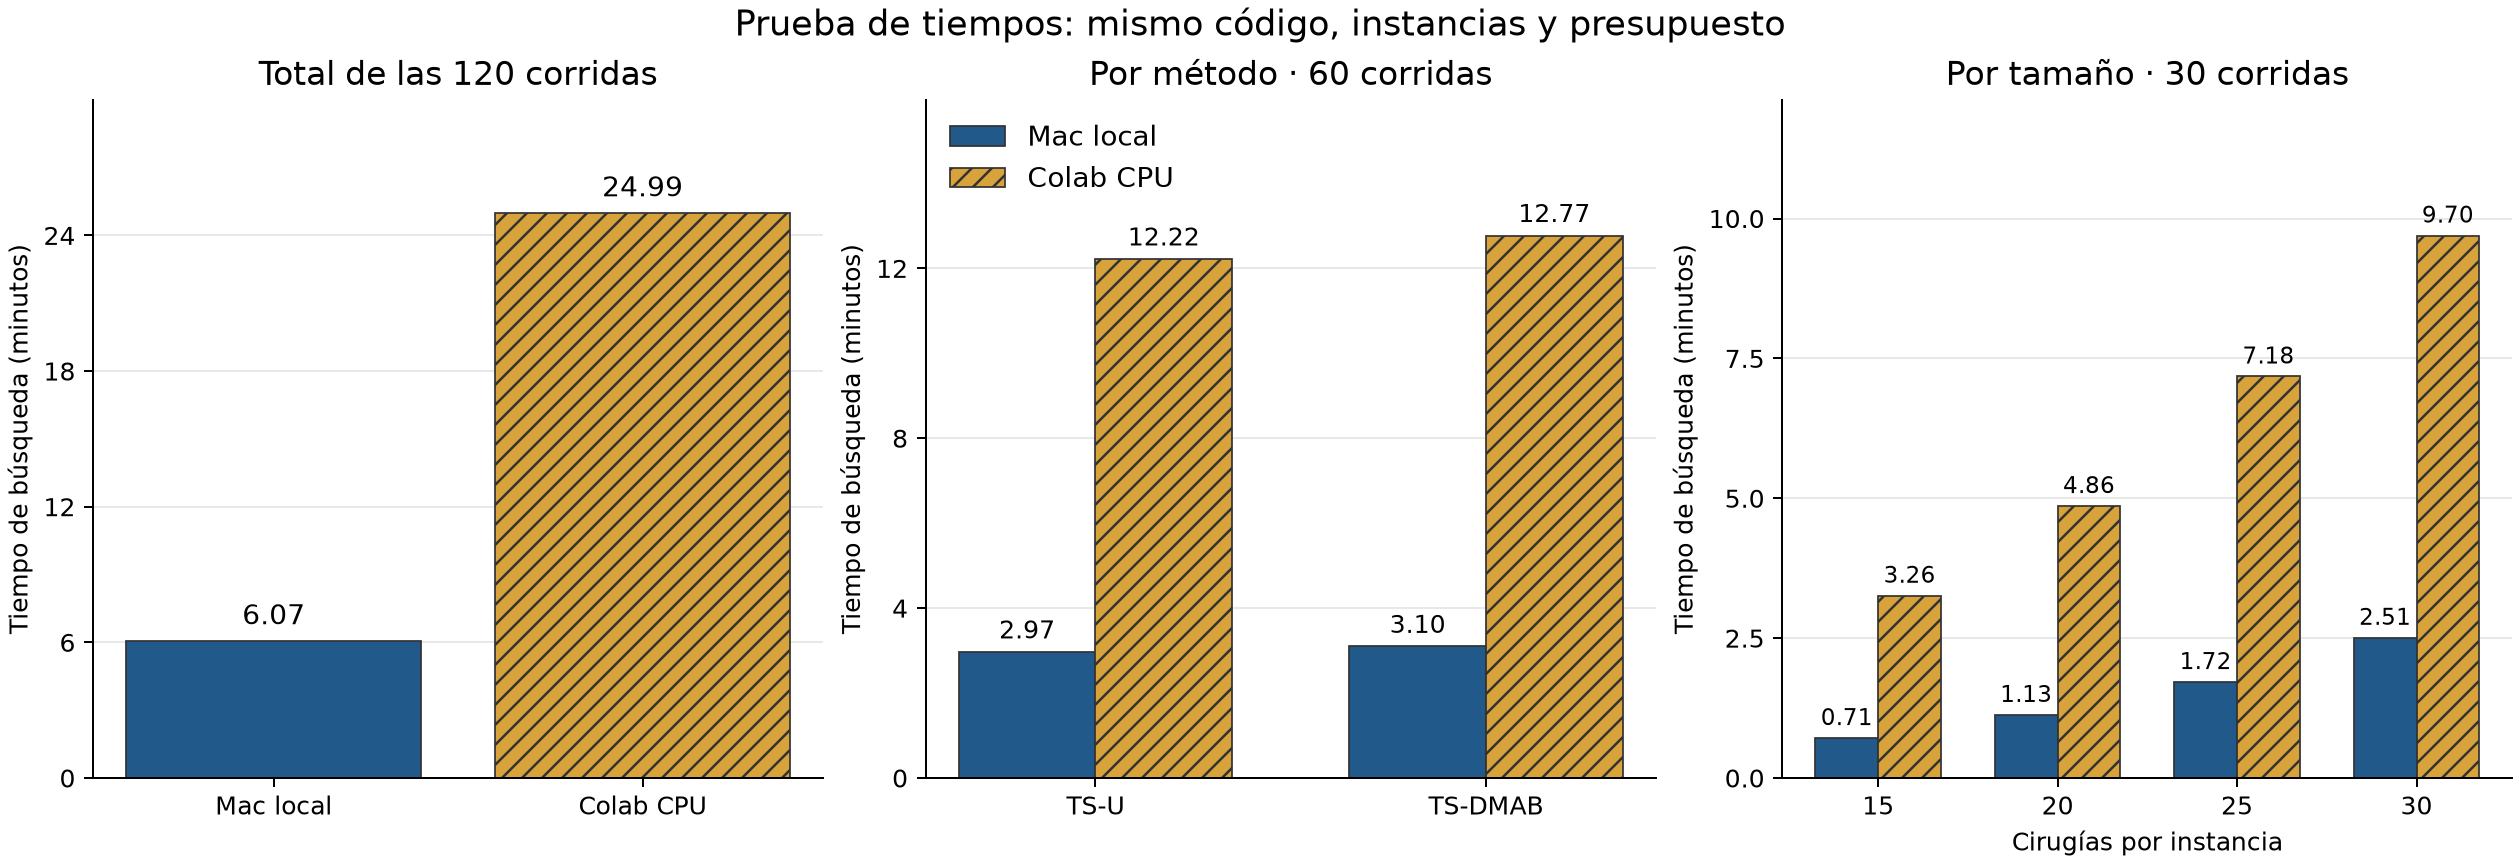 Prueba de tiempos: mismo código, instancias y presupuesto
Total de las 120 corridas
Tiempo de búsqueda (minutos)
24
18
12
6
0
6.07
24.99
Mac local
Colab CPU
Por método · 60 corridas
Mac local
Colab CPU
Tiempo de búsqueda (minutos)
12
8
4
0
2.97
12.22
3.10
12.77
TS-U
TS-DMAB
Por tamaño · 30 corridas
Tiempo de búsqueda (minutos)
10.0
7.5
5.0
2.5
0.0
0.71
3.26
1.13
4.86
1.72
7.18
2.51
9.70
15
20
25
30
Cirugías por instancia